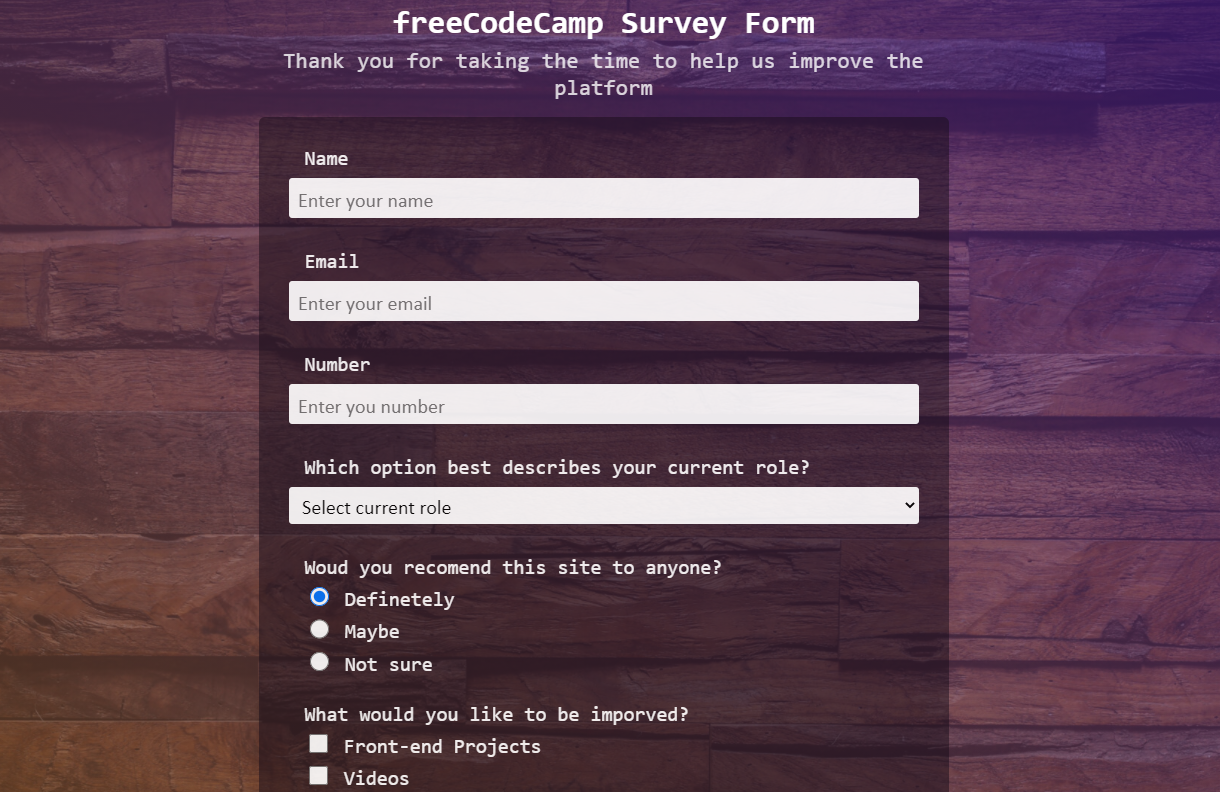 freeCodeCamp Survey Form
Thank you for taking the time to help us improve the
platform
Name
Enter your name
Email
Enter your email
Number
Enter you number
Which option best describes your current role?
Select current role
Woud you recomend this site to anyone?
Definetely
Maybe
Not sure
What would you like to be imporved?
Front-end Projects
Videos